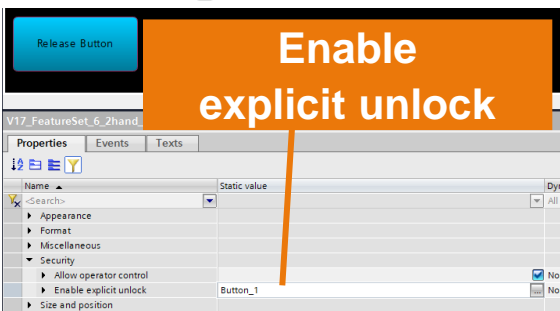 Release Button
Enable
explicit unlock
V17_FeatureSet_6_2hand_
Properties Events Texts
Name Static value Dyn
<Search> All
Appearance
Format
Miscellaneous
Security
Allow operator control No
Enable explicit unlock Button_1 ... No
Size and position